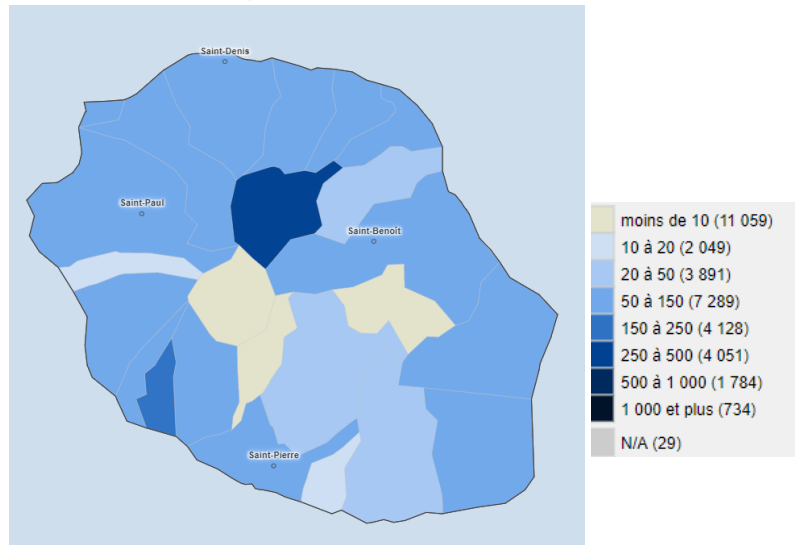 Saint-Denis
Saint-Paul
Saint-Benoît
Saint-Pierre
moins de 10 (11 059)
10 à 20 (2 049)
20 à 50 (3 891)
50 à 150 (7 289)
150 à 250 (4 128)
250 à 500 (4 051)
500 à 1 000 (1 784)
1 000 et plus (734)
N/A (29)